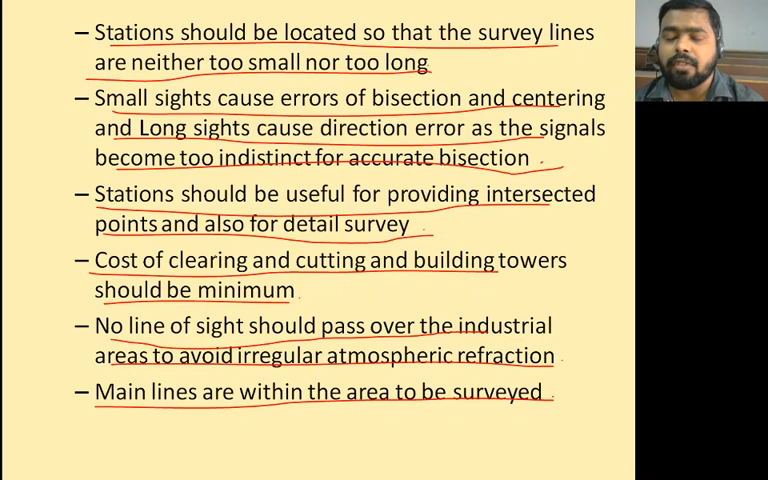 – Stations should be located so that the survey lines
are neither too small nor too long
– Small sights cause errors of bisection and centering
and Long sights cause direction error as the signals
become too indistinct for accurate bisection
– Stations should be useful for providing intersected
points and also for detail survey
– Cost of clearing and cutting and building towers
should be minimum
– No line of sight should pass over the industrial
areas to avoid irregular atmospheric refraction
– Main lines are within the area to be surveyed